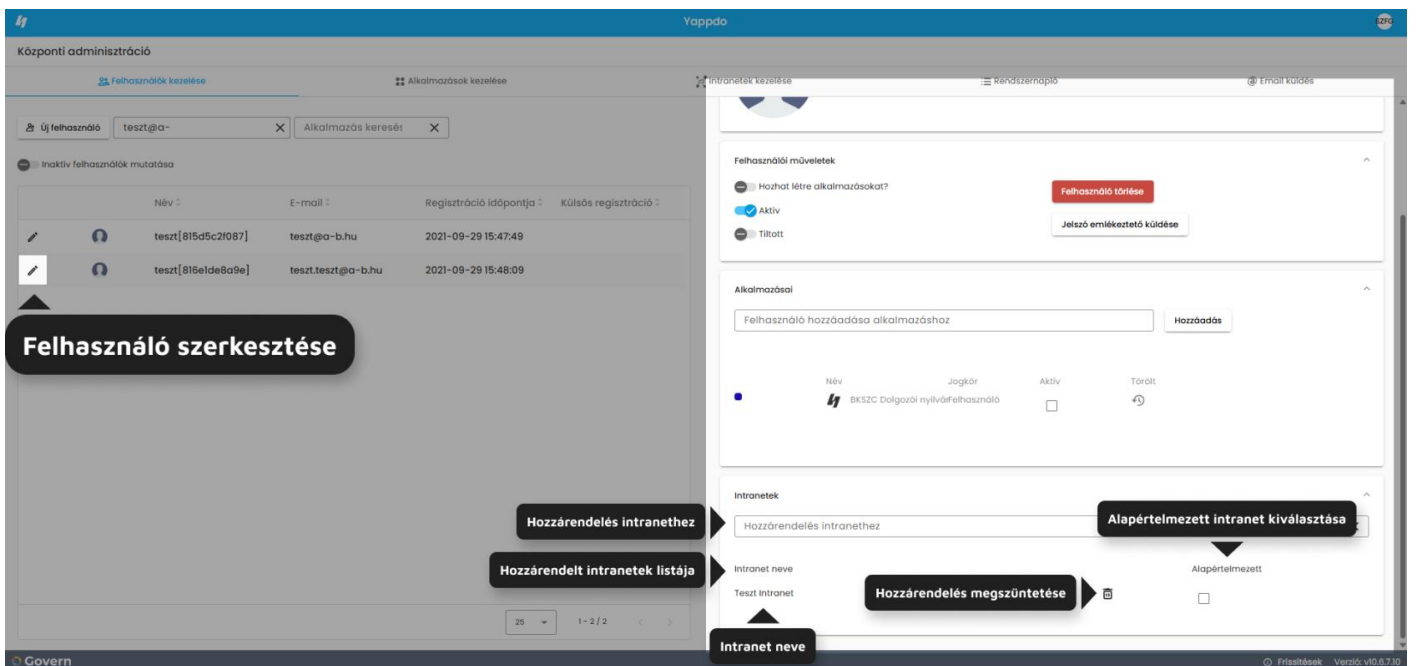 Yappdo
SZFG
Központi adminisztráció
Felhasználók kezelése
Alkalmazások kezelése
Intranetek kezelése
Rendszernapló
Email küldés
Új felhasználó
teszt@a-
Alkalmazás keresés
Inaktív felhasználók mutatása
Név E-mail Regisztráció időpontja Külsős regisztráció
teszt[815d5c2f087] teszt@a-b.hu 2021-09-29 15:47:49
teszt[816e1de8a9e] teszt.teszt@a-b.hu 2021-09-29 15:48:09
Felhasználó szerkesztése
25 1-2/2
Felhasználói műveletek
Hozhat létre alkalmazásokat?
Felhasználó törlése
Aktív
Jelszó emlékeztető küldése
Tiltott
Alkalmazásai
Felhasználó hozzáadása alkalmazáshoz
Hozzáadás
Név Jogkör Aktív Törölt
BKSZC Dolgozói nyilván Felhasználó
Intranetek
Hozzárendelés intranethez
Hozzárendelés intranethez
Alapértelmezett intranet kiválasztása
Hozzárendelt intranetek listája
Intranet neve
Alapértelmezett
Teszt Intranet
Hozzárendelés megszüntetése
Intranet neve
Govern
Frissítések Verzió: v10.6.7.10